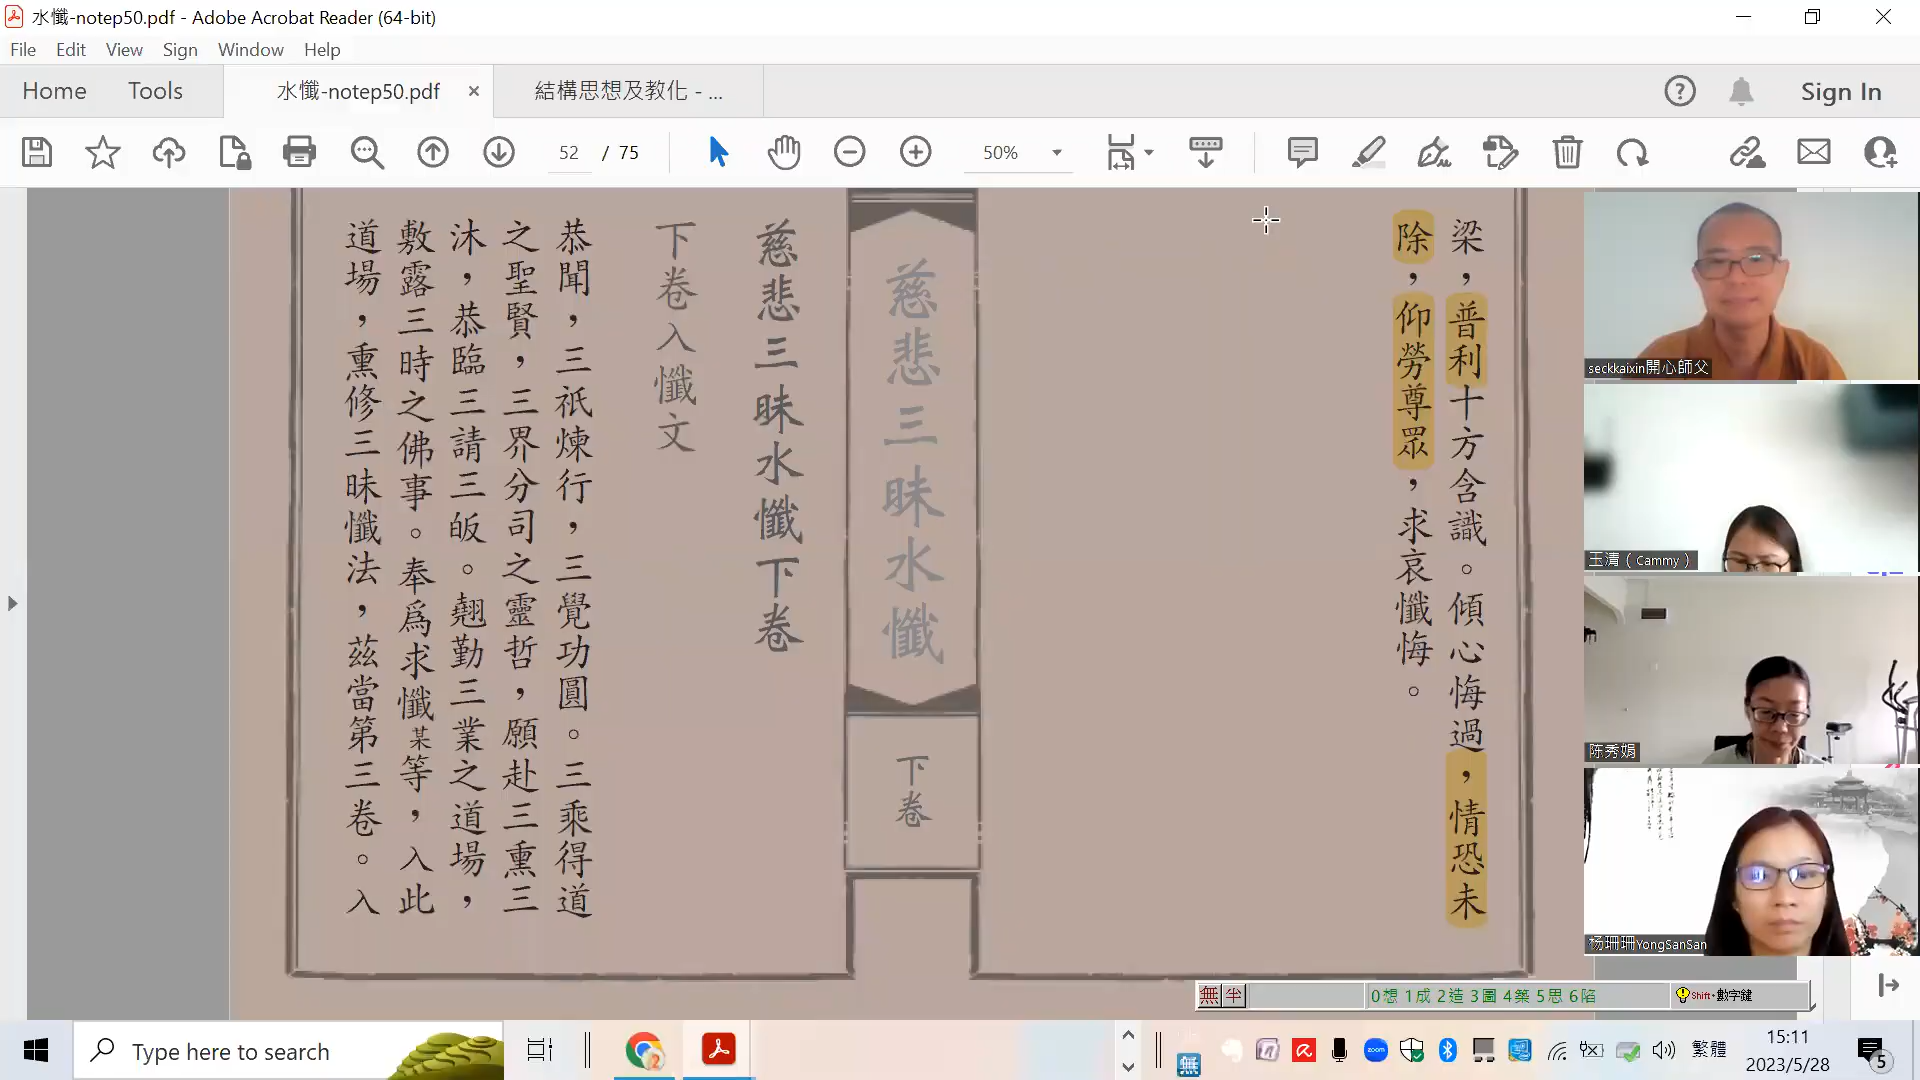 水懺-notep50.pdf - Adobe Acrobat Reader (64-bit)
File Edit View Sign Window Help
Home Tools 水懺-notep50.pdf × 結構思想及教化 - ... Sign In
52 / 75 50%
梁，普利十方含識。傾心悔過，情恐未
除，仰勞尊眾，求哀懺悔。
慈悲三昧水懺
下卷
慈悲三昧水懺下卷
下卷入懺文
恭聞，三祇煉行，三覺功圓。三乘得道
之聖賢，三界分司之靈哲，願赴三熏三
沐，恭臨三請三皈。翹勤三業之道場，
敷露三時之佛事。奉爲求懺某等，入此
道場，熏修三昧懺法，茲當第三卷。入
seckkaixin開心師父
玉清（Cammy）
陈秀娟
杨珊珊YongSanSan
無 半 0想 1成 2造 3圖 4築 5思 6陷 Shift-數字鍵
Type here to search
無
zoom
繁體
15:11
2023/5/28
5